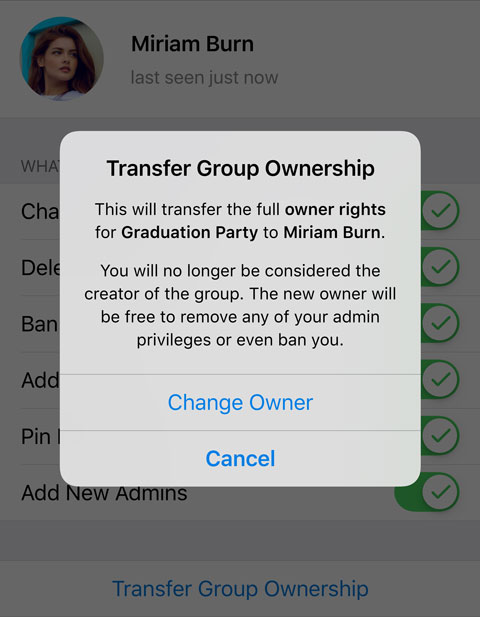 Miriam Burn
last seen just now
Transfer Group Ownership
This will transfer the full owner rights
for Graduation Party to Miriam Burn.
You will no longer be considered the
creator of the group. The new owner will
be free to remove any of your admin
privileges or even ban you.
Change Owner
Cancel
Ban
Add
Pin
Add New Admins
Transfer Group Ownership